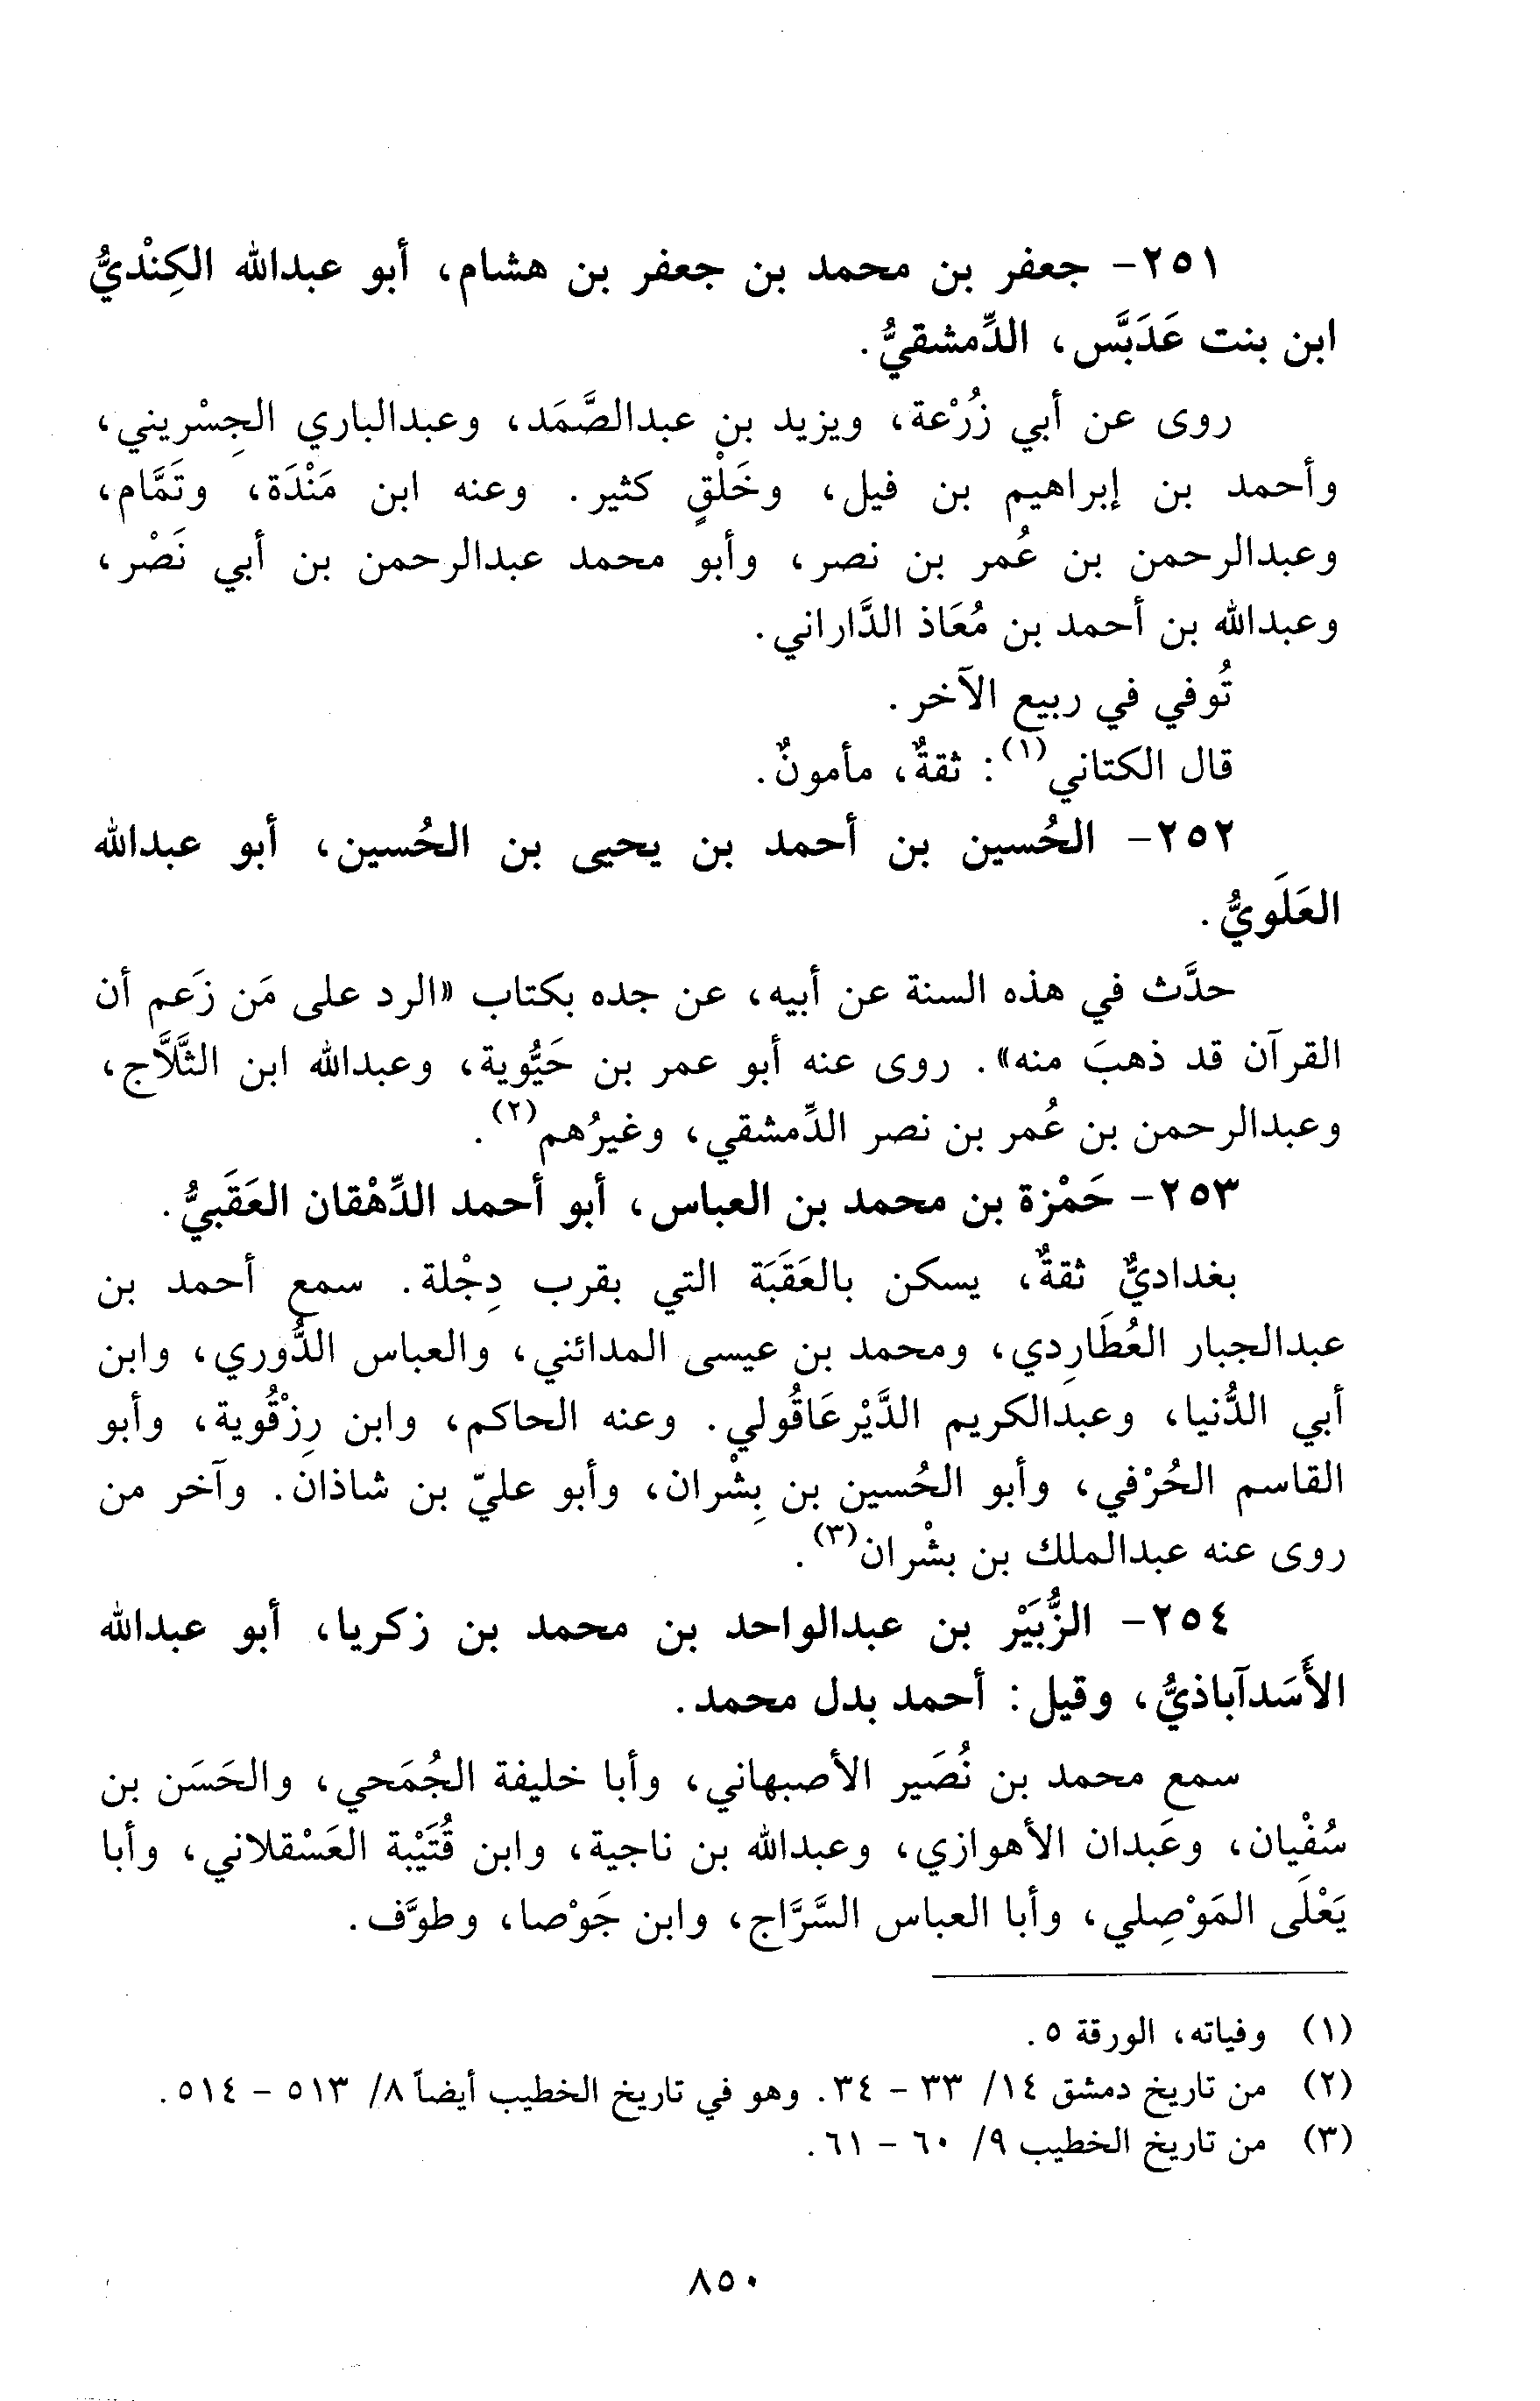 ٢٥١- جعفر بن محمد بن جعفر بن هشام، أبو عبدالله الكِنْديُّ
ابن بنت عَدَبَّس، الدِّمشقيُّ.
روى عن أبي زُرْعة، ويزيد بن عبدالصَّمَد، وعبدالباري الجِسْريني،
وأحمد بن إبراهيم بن فيل، وخَلْقٍ كثير. وعنه ابن مَنْدَة، وتَمَّام،
وعبدالرحمن بن عُمر بن نصر، وأبو محمد عبدالرحمن بن أبي نَصْر،
وعبدالله بن أحمد بن مُعَاذ الدَّاراني.
تُوفي في ربيع الآخر.
قال الكتاني(١): ثقةٌ، مأمونٌ.
٢٥٢- الحُسين بن أحمد بن يحيى بن الحُسين، أبو عبدالله
العَلَويُّ.
حدَّث في هذه السنة عن أبيه، عن جده بكتاب «الرد على مَن زَعم أن
القرآن قد ذهبَ منه». روى عنه أبو عمر بن حَيُّوية، وعبدالله ابن الثَّلَّاج،
وعبدالرحمن بن عُمر بن نصر الدِّمشقي، وغيرُهم(٢).
٢٥٣- حَمْزة بن محمد بن العباس، أبو أحمد الدِّهْقان العَقَبيُّ.
بغداديٌّ ثقةٌ، يسكن بالعَقَبَة التي بقرب دِجْلة. سمع أحمد بن
عبدالجبار العُطَارِدي، ومحمد بن عيسى المدائني، والعباس الدُّوري، وابن
أبي الدُّنيا، وعبدالكريم الدَّيْرعَاقُولي. وعنه الحاكم، وابن رِزْقُوية، وأبو
القاسم الحُرْفي، وأبو الحُسين بن بِشْران، وأبو عليّ بن شاذان. وآخر من
روى عنه عبدالملك بن بشْران(٣).
٢٥٤- الزُّبَيْر بن عبدالواحد بن محمد بن زكريا، أبو عبدالله
الأَسَدآباذيُّ، وقيل: أحمد بدل محمد.
سمع محمد بن نُصَير الأصبهاني، وأبا خليفة الجُمَحي، والحَسَن بن
سُفْيان، وعَبدان الأهوازي، وعبدالله بن ناجية، وابن قُتَيْبة العَسْقلاني، وأبا
يَعْلَى المَوْصِلي، وأبا العباس السَّرَّاج، وابن جَوْصا، وطوَّف.
(١) وفياته، الورقة ٥.
(٢) من تاريخ دمشق ١٤/ ٣٣ - ٣٤. وهو في تاريخ الخطيب أيضاً ٨/ ٥١٣ - ٥١٤.
(٣) من تاريخ الخطيب ٩/ ٦٠ - ٦١.
٨٥٠